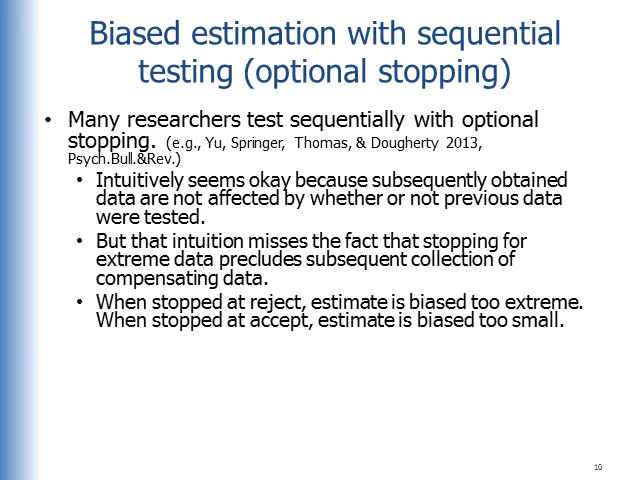 Biased estimation with sequential
testing (optional stopping)
• Many researchers test sequentially with optional
stopping. (e.g., Yu, Springer, Thomas, & Dougherty 2013,
Psych.Bull.&Rev.)
• Intuitively seems okay because subsequently obtained
data are not affected by whether or not previous data
were tested.
• But that intuition misses the fact that stopping for
extreme data precludes subsequent collection of
compensating data.
• When stopped at reject, estimate is biased too extreme.
When stopped at accept, estimate is biased too small.
10